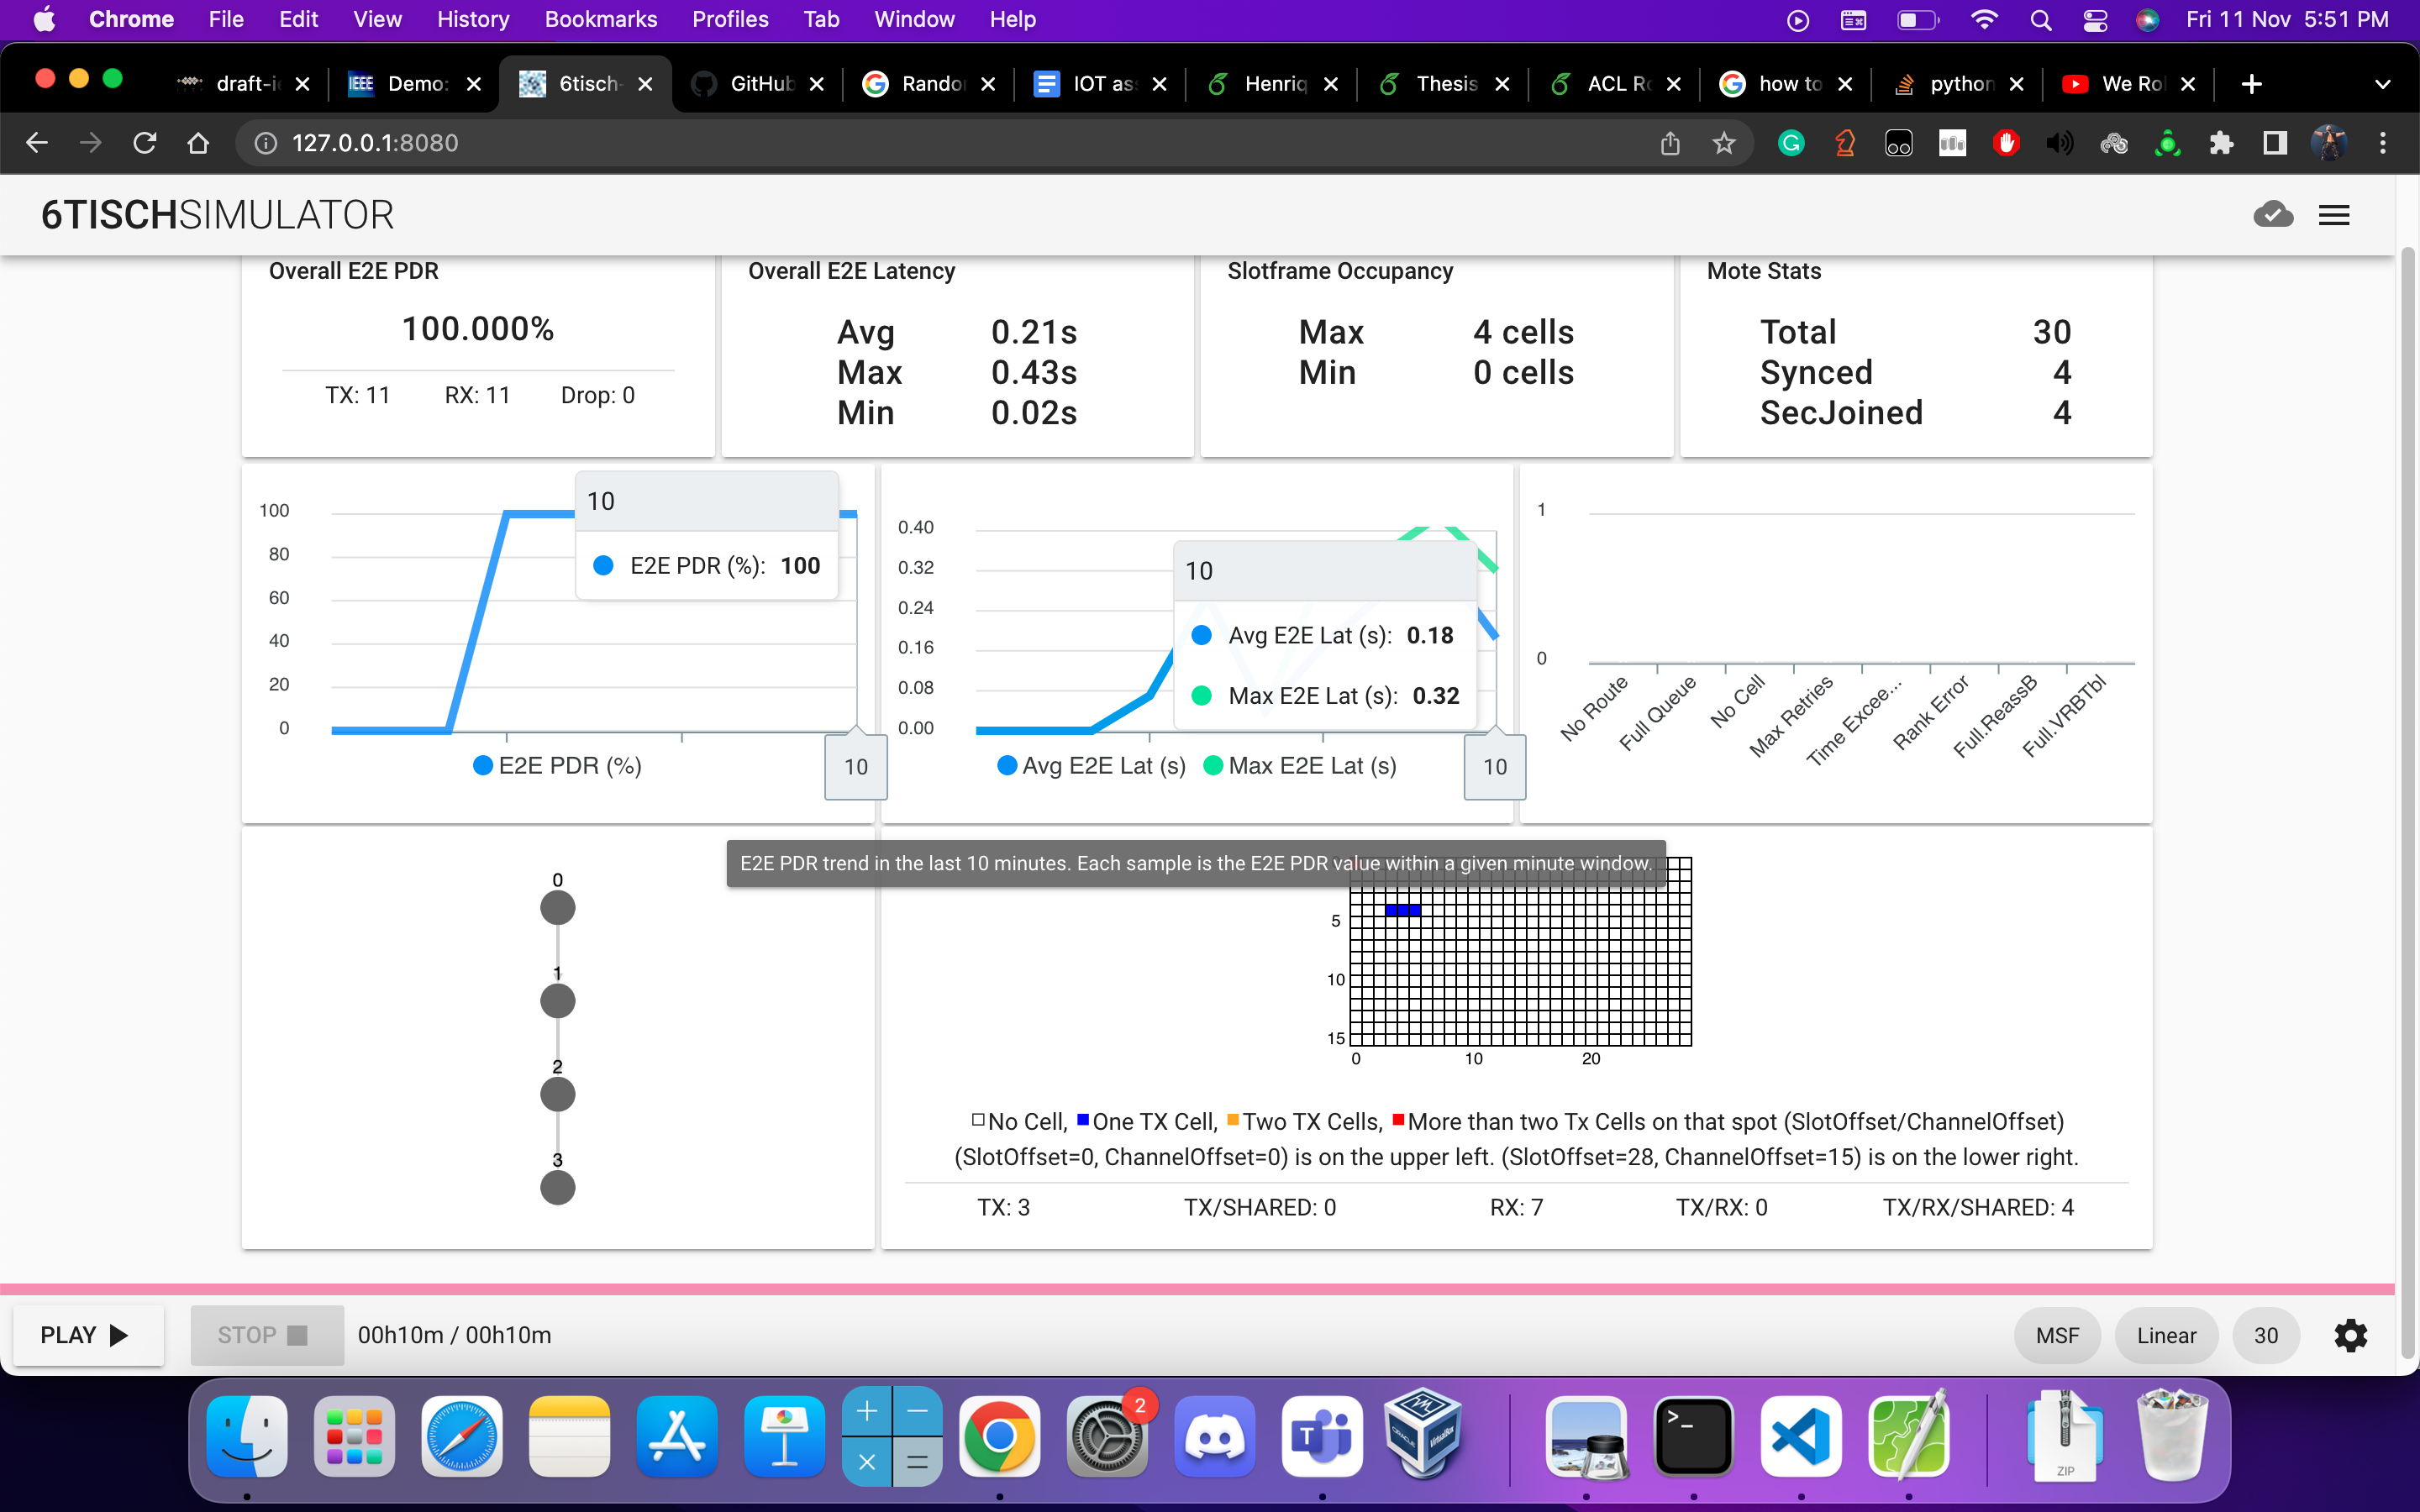 Chrome File Edit View History Bookmarks Profiles Tab Window Help Fri 11 Nov 5:51 PM
draft-i Demo: 6tisch- GitHub Random IOT as Henriq Thesis ACL Ro how to python We Rol
127.0.0.1:8080
6TISCHSIMULATOR
Overall E2E PDR
100.000%
TX: 11 RX: 11 Drop: 0
Overall E2E Latency
Avg 0.21s
Max 0.43s
Min 0.02s
Slotframe Occupancy
Max 4 cells
Min 0 cells
Mote Stats
Total 30
Synced 4
SecJoined 4
100
80
60
40
20
0
10
E2E PDR (%): 100
E2E PDR (%)
10
0.40
0.32
0.24
0.16
0.08
0.00
10
Avg E2E Lat (s): 0.18
Max E2E Lat (s): 0.32
Avg E2E Lat (s) Max E2E Lat (s)
10
1
0
No Route
Full Queue
No Cell
Max Retries
Time Excee...
Rank Error
Full.ReassB
Full.VRBTbl
E2E PDR trend in the last 10 minutes. Each sample is the E2E PDR value within a given minute window.
0
1
2
3
5
10
15
0 10 20
No Cell, One TX Cell, Two TX Cells, More than two Tx Cells on that spot (SlotOffset/ChannelOffset)
(SlotOffset=0, ChannelOffset=0) is on the upper left. (SlotOffset=28, ChannelOffset=15) is on the lower right.
TX: 3 TX/SHARED: 0 RX: 7 TX/RX: 0 TX/RX/SHARED: 4
PLAY STOP 00h10m / 00h10m MSF Linear 30
2
ZIP